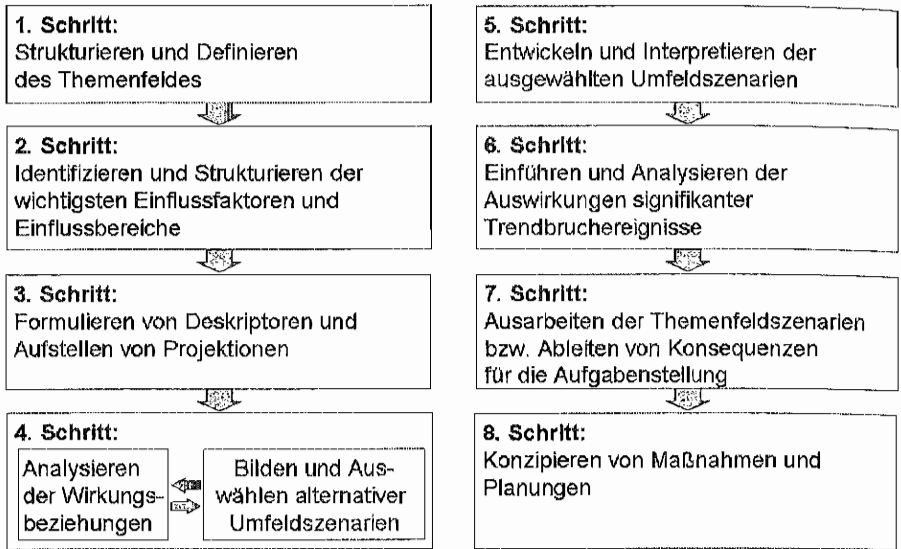 1. Schritt:
Strukturieren und Definieren
des Themenfeldes
2. Schritt:
Identifizieren und Strukturieren der
wichtigsten Einflussfaktoren und
Einflussbereiche
3. Schritt:
Formulieren von Deskriptoren und
Aufstellen von Projektionen
4. Schritt:
Analysieren
der Wirkungs-
beziehungen
Bilden und Aus-
wählen alternativer
Umfeldszenarien
5. Schritt:
Entwickeln und Interpretieren der
ausgewählten Umfeldszenarien
6. Schritt:
Einführen und Analysieren der
Auswirkungen signifikanter
Trendbruchereignisse
7. Schritt:
Ausarbeiten der Themenfeldszenarien
bzw. Ableiten von Konsequenzen
für die Aufgabenstellung
8. Schritt:
Konzipieren von Maßnahmen und
Planungen